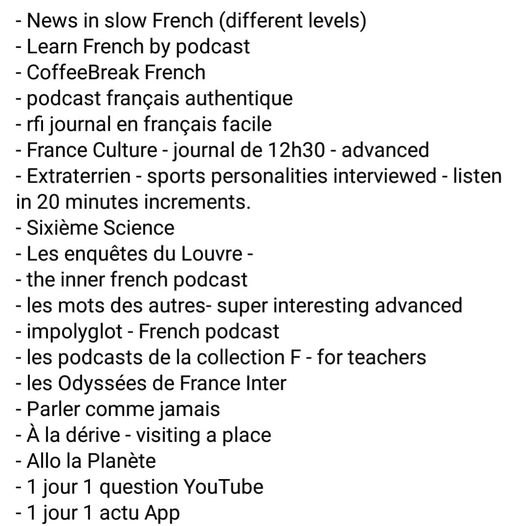 - News in slow French (different levels)
- Learn French by podcast
- CoffeeBreak French
- podcast français authentique
- rfi journal en français facile
- France Culture - journal de 12h30 - advanced
- Extraterrien - sports personalities interviewed - listen
in 20 minutes increments.
- Sixième Science
- Les enquêtes du Louvre -
- the inner french podcast
- les mots des autres- super interesting advanced
- impolyglot - French podcast
- les podcasts de la collection F - for teachers
- les Odyssées de France Inter
- Parler comme jamais
- À la dérive - visiting a place
- Allo la Planète
- 1 jour 1 question YouTube
- 1 jour 1 actu App